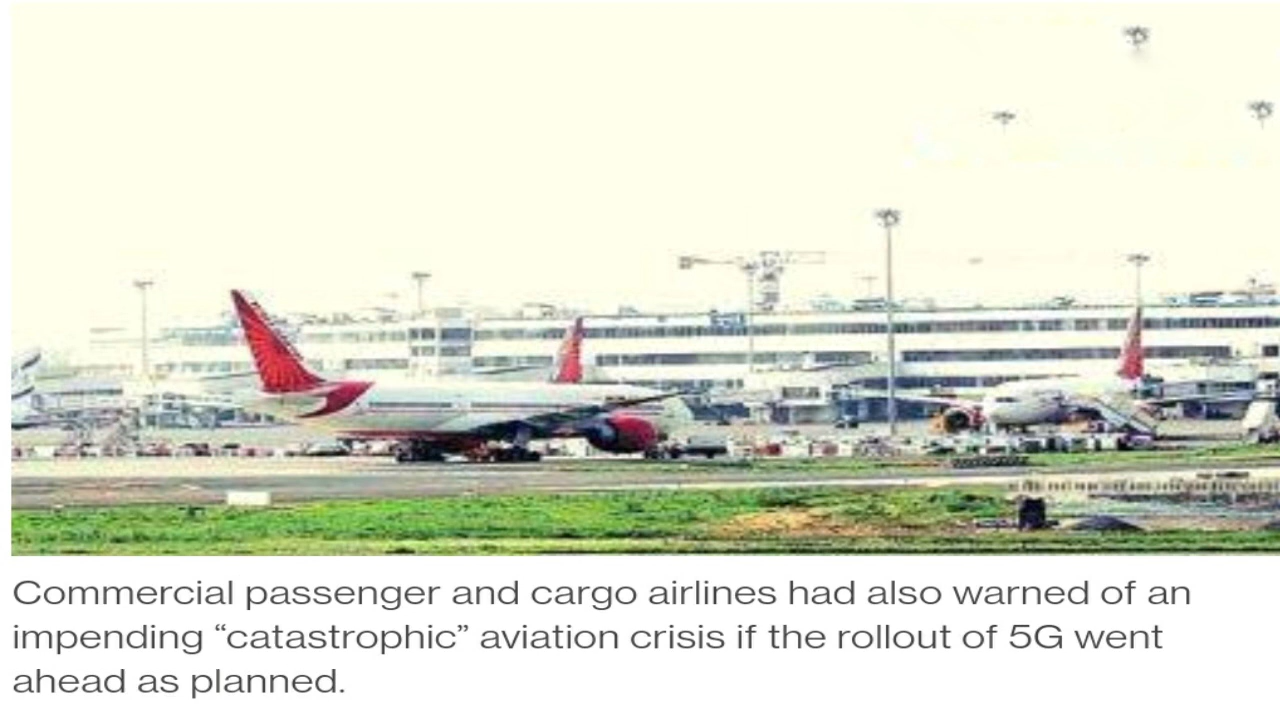 Commercial passenger and cargo airlines had also warned of an
impending “catastrophic” aviation crisis if the rollout of 5G went
ahead as planned.